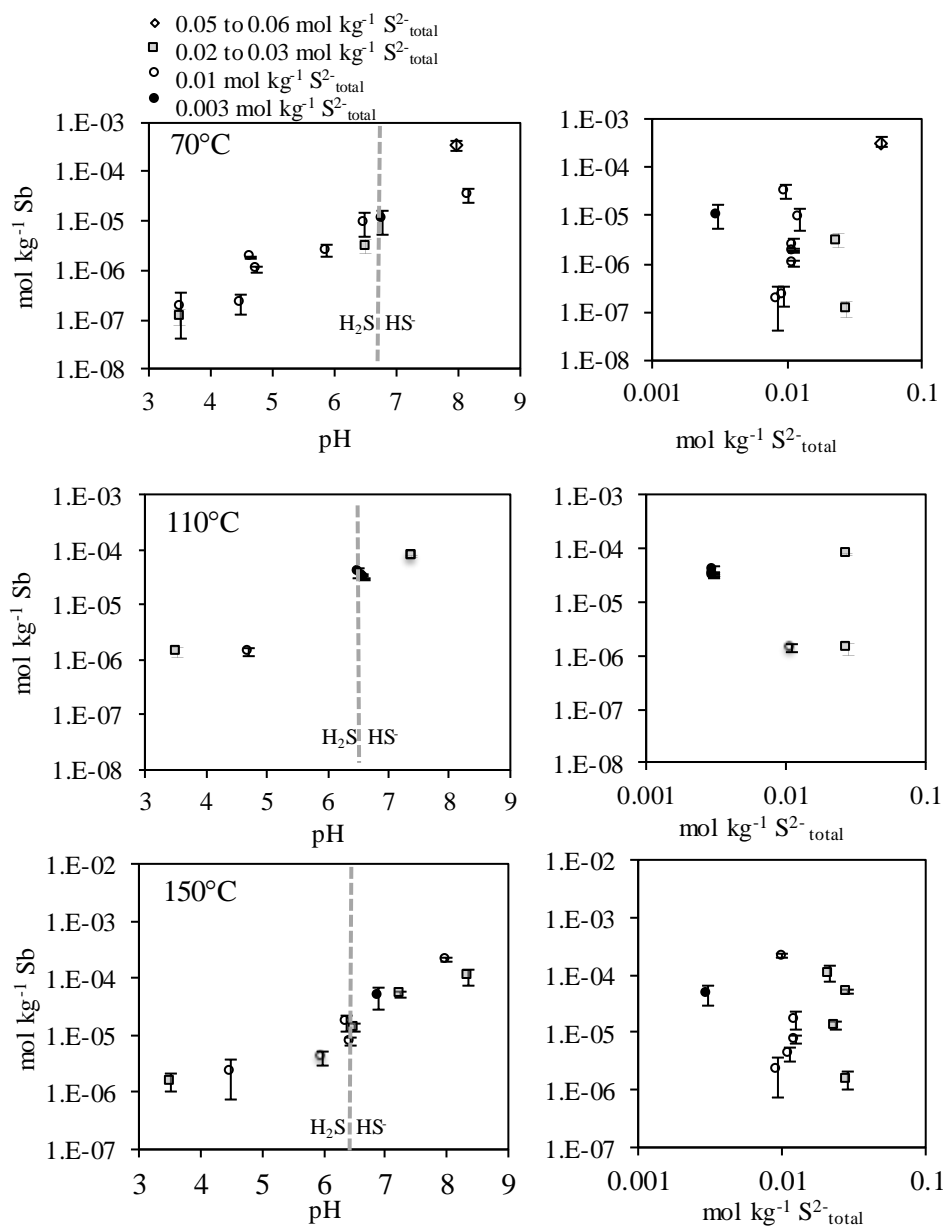 0.05 to 0.06 mol kg⁻¹ S²⁻total
0.02 to 0.03 mol kg⁻¹ S²⁻total
0.01 mol kg⁻¹ S²⁻total
0.003 mol kg⁻¹ S²⁻total
70°C
mol kg⁻¹ Sb
1.E-03
1.E-04
1.E-05
1.E-06
1.E-07
1.E-08
H₂S HS⁻
3 4 5 6 7 8 9
pH
1.E-03
1.E-04
1.E-05
1.E-06
1.E-07
1.E-08
0.001 0.01 0.1
mol kg⁻¹ S²⁻total
110°C
mol kg⁻¹ Sb
1.E-03
1.E-04
1.E-05
1.E-06
1.E-07
1.E-08
H₂S HS⁻
3 4 5 6 7 8 9
pH
1.E-03
1.E-04
1.E-05
1.E-06
1.E-07
1.E-08
0.001 0.01 0.1
mol kg⁻¹ S²⁻total
150°C
mol kg⁻¹ Sb
1.E-02
1.E-03
1.E-04
1.E-05
1.E-06
1.E-07
H₂S HS⁻
3 4 5 6 7 8 9
pH
1.E-02
1.E-03
1.E-04
1.E-05
1.E-06
1.E-07
0.001 0.01 0.1
mol kg⁻¹ S²⁻total